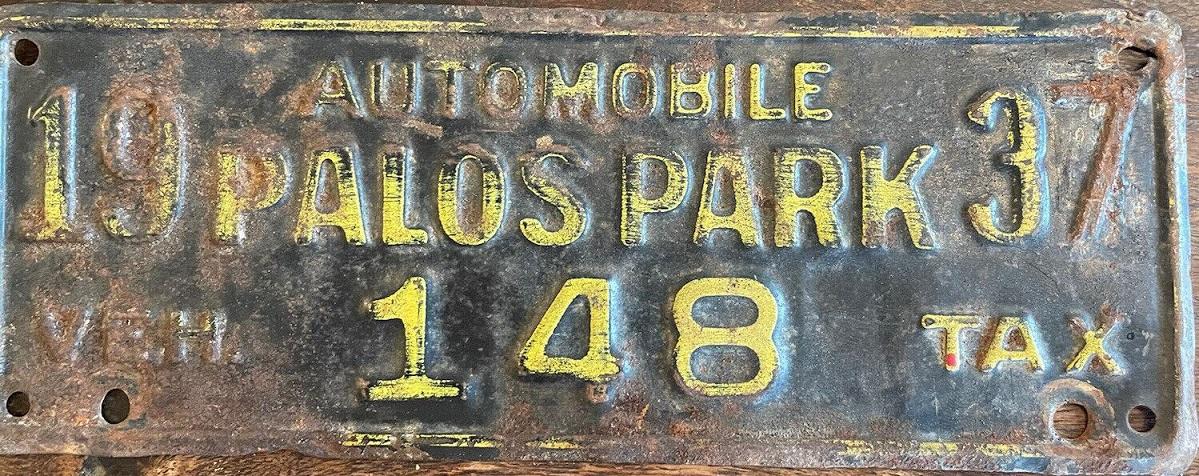 AUTOMOBILE
19 PALOS PARK 37
VEH. 148 TAX